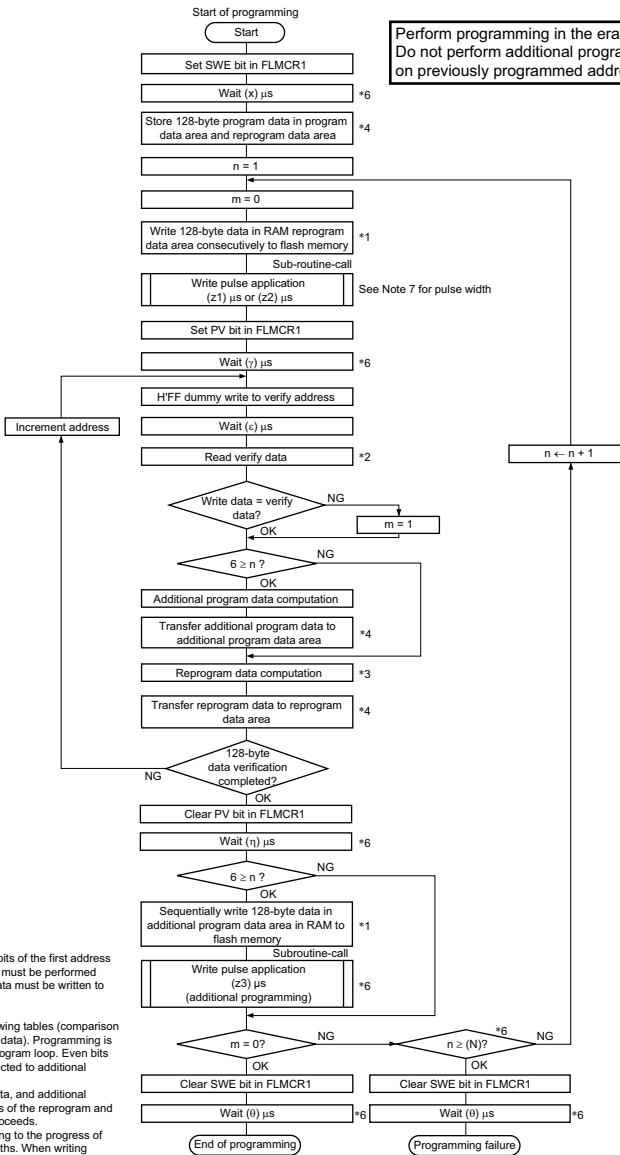 Start of programming
Start
Perform programming in the era
Do not perform additional progra
on previously programmed addre
Set SWE bit in FLMCR1
Wait (x) μs
*6
Store 128-byte program data in program
data area and reprogram data area
*4
n = 1
m = 0
Write 128-byte data in RAM reprogram
data area consecutively to flash memory
*1
Sub-routine-call
Write pulse application
(z1) μs or (z2) μs
See Note 7 for pulse width
Set PV bit in FLMCR1
Wait (γ) μs
*6
H'FF dummy write to verify address
Increment address
Wait (ε) μs
Read verify data
*2
n ← n + 1
Write data = verify
data?
NG
m = 1
OK
6 ≥ n ?
NG
OK
Additional program data computation
Transfer additional program data to
additional program data area
*4
Reprogram data computation
*3
Transfer reprogram data to reprogram
data area
*4
128-byte
data verification
completed?
NG
OK
Clear PV bit in FLMCR1
Wait (η) μs
*6
6 ≥ n ?
NG
OK
Sequentially write 128-byte data in
additional program data area in RAM to
flash memory
*1
Subroutine-call
Write pulse application
(z3) μs
(additional programming)
*6
bits of the first address
must be performed
ata must be written to
wing tables (comparison
data). Programming is
ogram loop. Even bits
ected to additional
ta, and additional
s of the reprogram and
oceeds.
ng to the progress of
ths. When writing
m = 0?
NG
OK
n ≥ (N)?
*6
NG
OK
Clear SWE bit in FLMCR1
Clear SWE bit in FLMCR1
Wait (θ) μs
*6
Wait (θ) μs
*6
End of programming
Programming failure